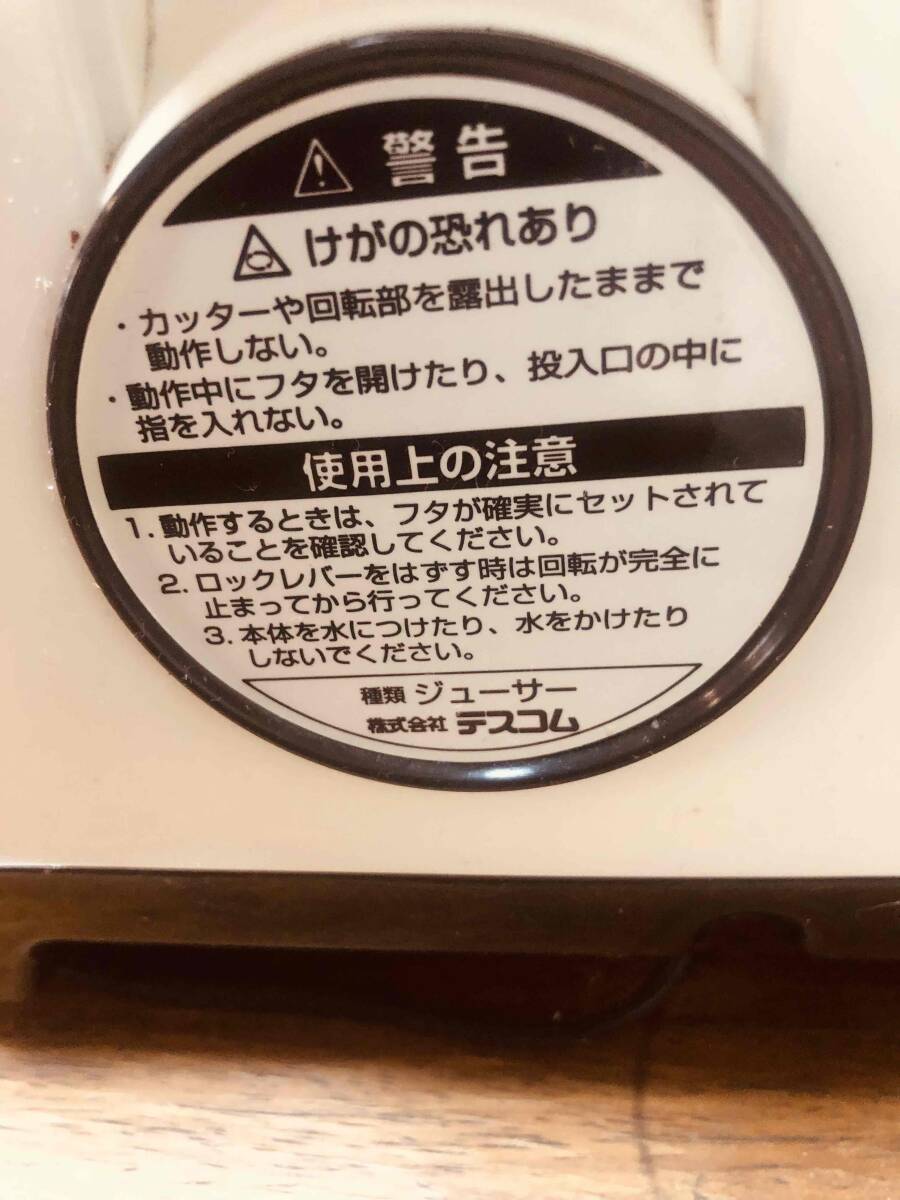 警告
けがの恐れあり
・カッターや回転部を露出したままで
動作しない。
・動作中にフタを開けたり、投入口の中に
指を入れない。
使用上の注意
1. 動作するときは、フタが確実にセットされて
いることを確認してください。
2. ロックレバーをはずす時は回転が完全に
止まってから行ってください。
3. 本体を水につけたり、水をかけたり
しないでください。
種類 ジューサー
株式会社 テスコム